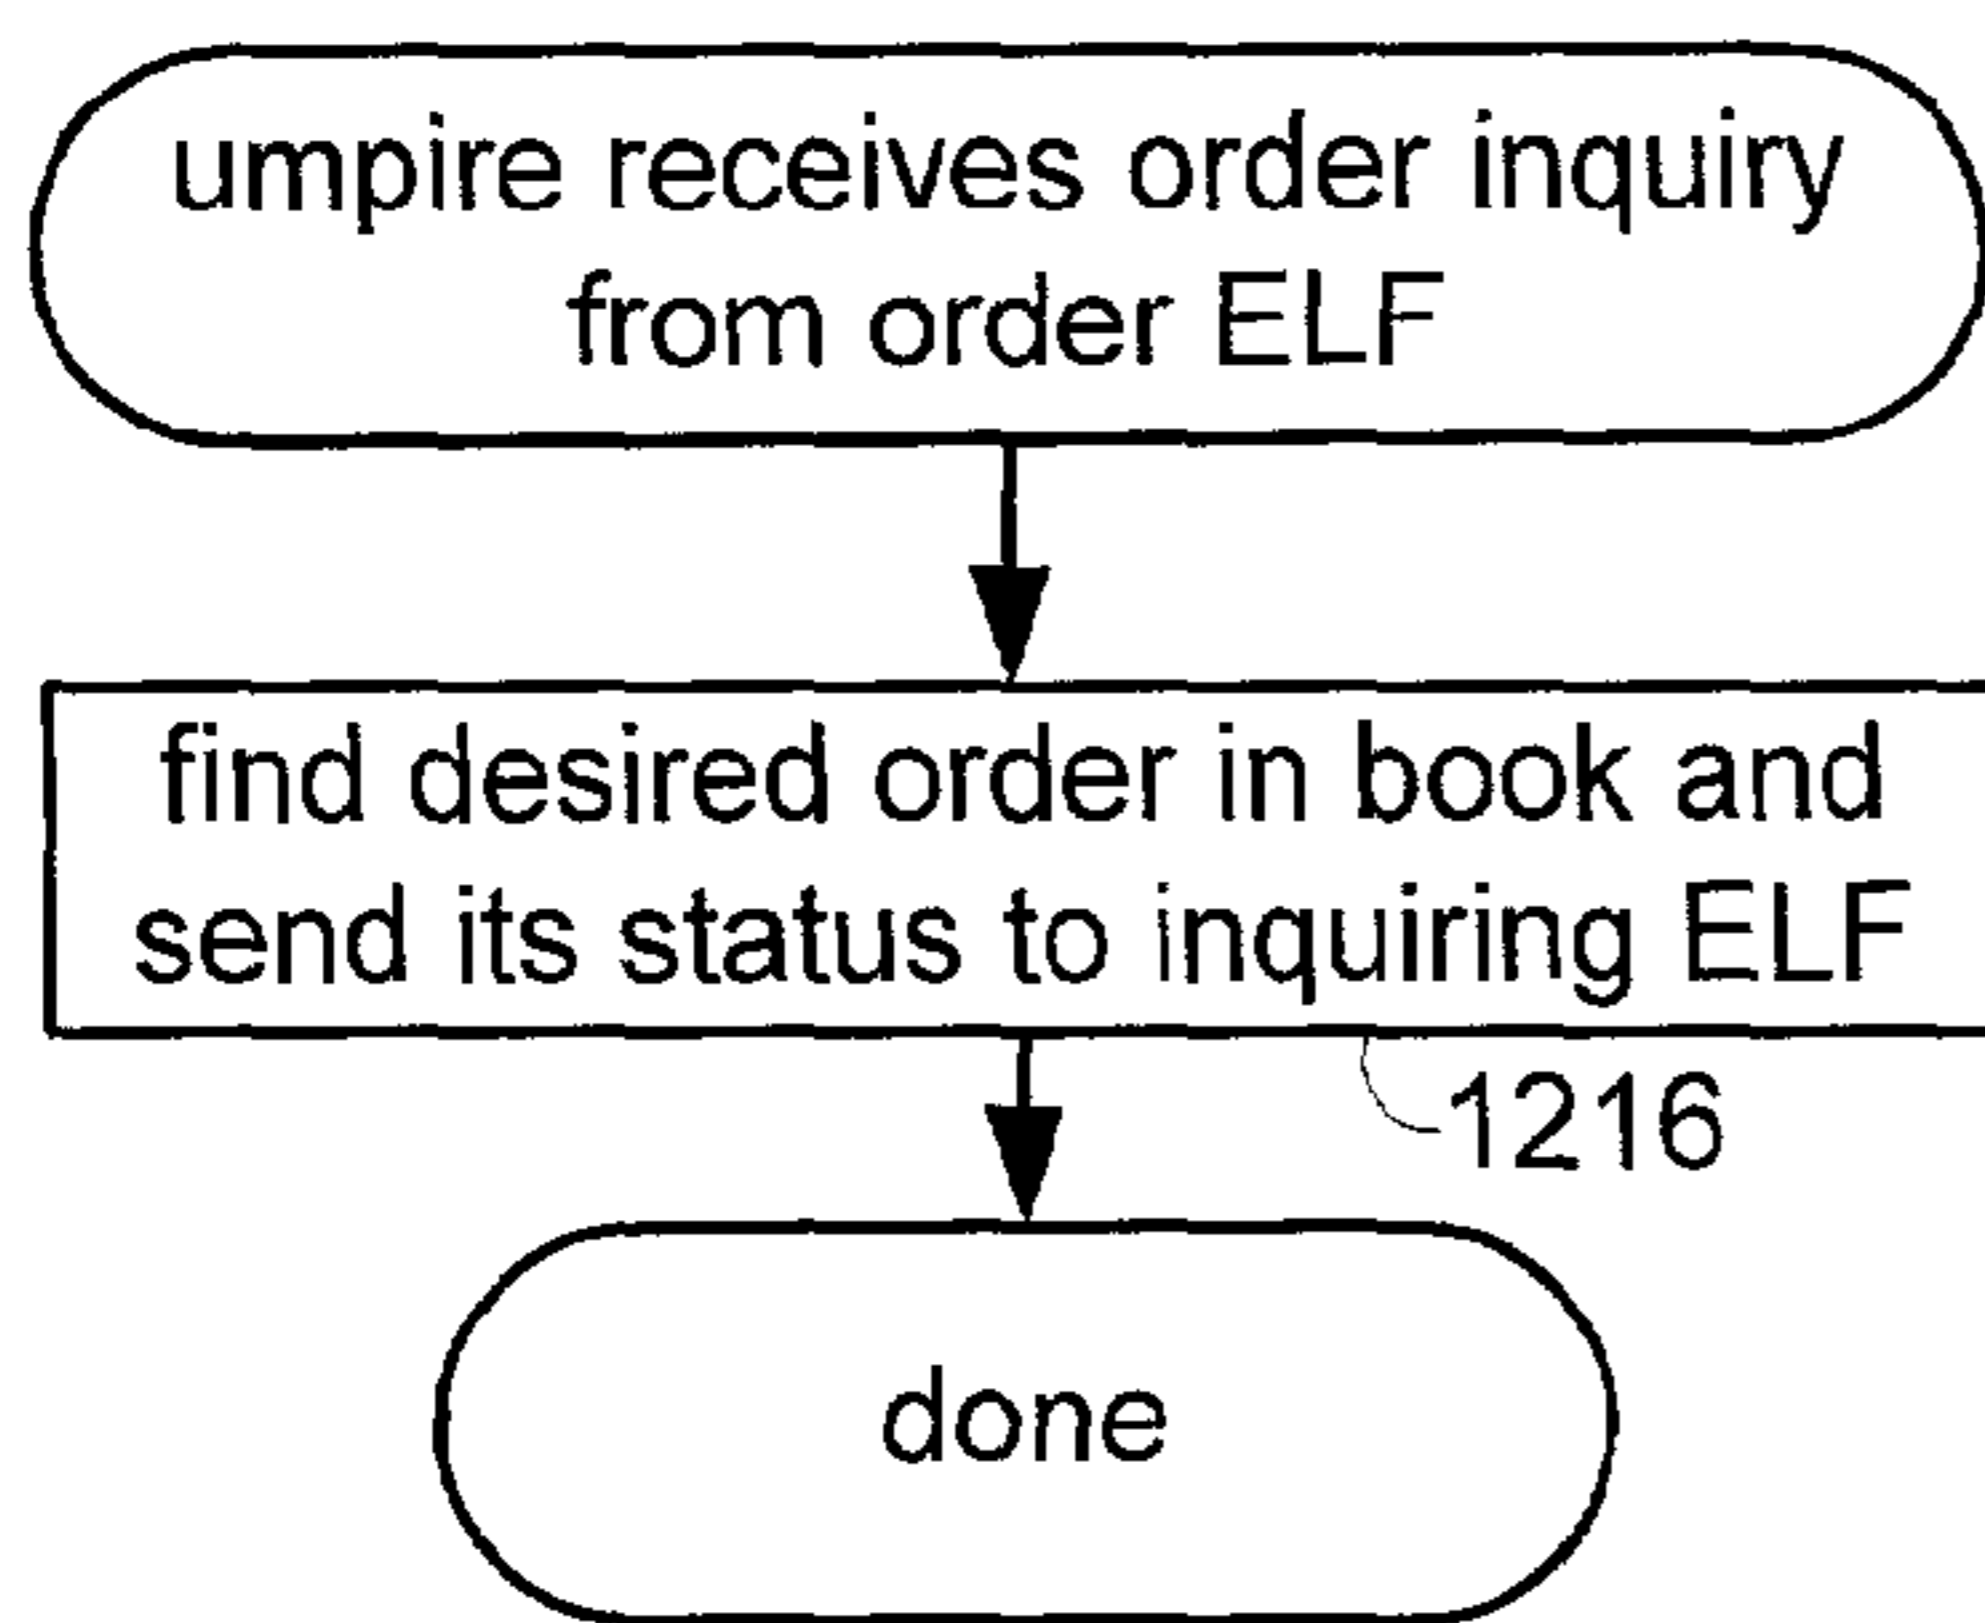 umpire receives order inquiry
from order ELF
find desired order in book and
send its status to inquiring ELF
1216
done